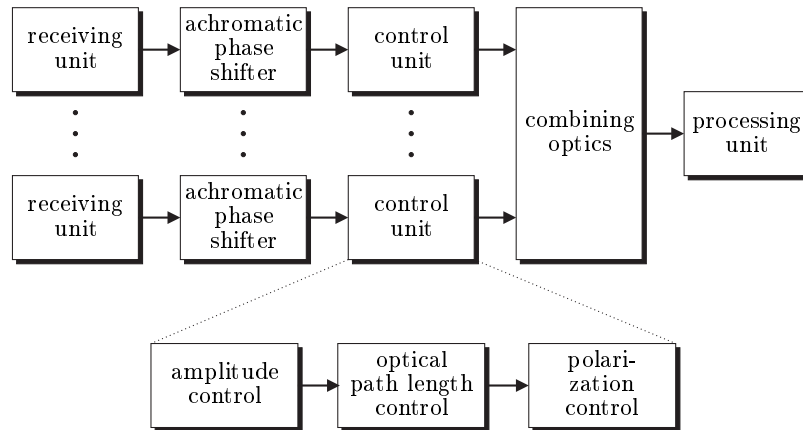 receiving
unit
achromatic
phase
shifter
control
unit
combining
optics
processing
unit
receiving
unit
achromatic
phase
shifter
control
unit
amplitude
control
optical
path length
control
polari-
zation
control